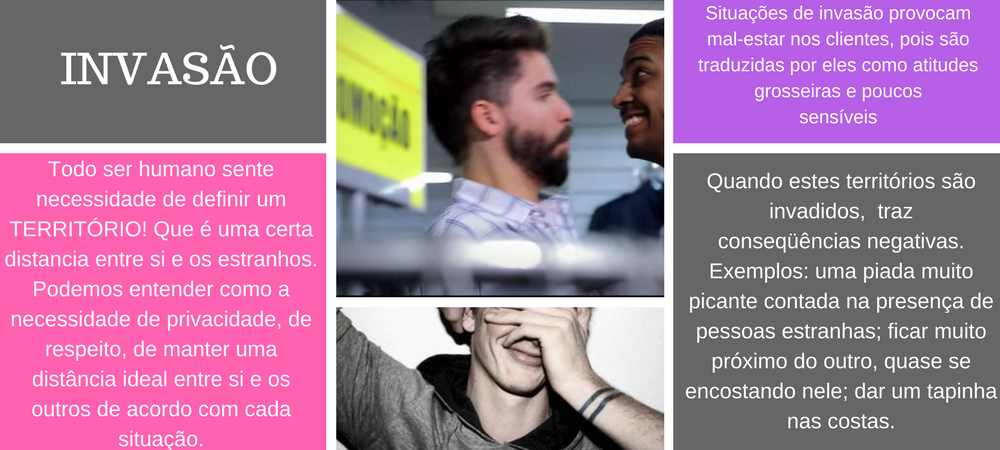 INVASÃO
Todo ser humano sente
necessidade de definir um
TERRITÓRIO! Que é uma certa
distancia entre si e os estranhos.
Podemos entender como a
necessidade de privacidade, de
respeito, de manter uma
distância ideal entre si e os
outros de acordo com cada
situação.
OMOÇÃO
Situações de invasão provocam
mal-estar nos clientes, pois são
traduzidas por eles como atitudes
grosseiras e poucos
sensíveis
Quando estes territórios são
invadidos, traz
conseqüências negativas.
Exemplos: uma piada muito
picante contada na presença de
pessoas estranhas; ficar muito
próximo do outro, quase se
encostando nele; dar um tapinha
nas costas.